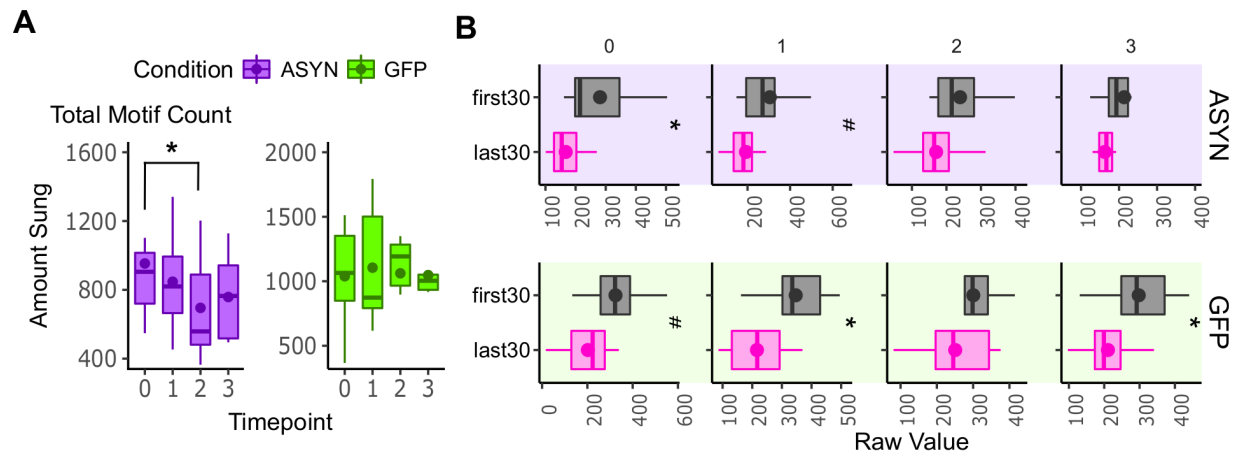 A
Condition ASYN GFP
Total Motif Count
Amount Sung
1600
1200
800
400
*
0 1 2 3
2000
1500
1000
500
0 1 2 3
Timepoint
B
0 1 2 3
first30
last30
*
#
ASYN
100 200 300 400 500
200 400 600
100 200 300 400
100 200 300 400
first30
last30
#
*
*
GFP
0 200 400 600
100 200 300 400 500
100 200 300 400
100 200 300 400
Raw Value